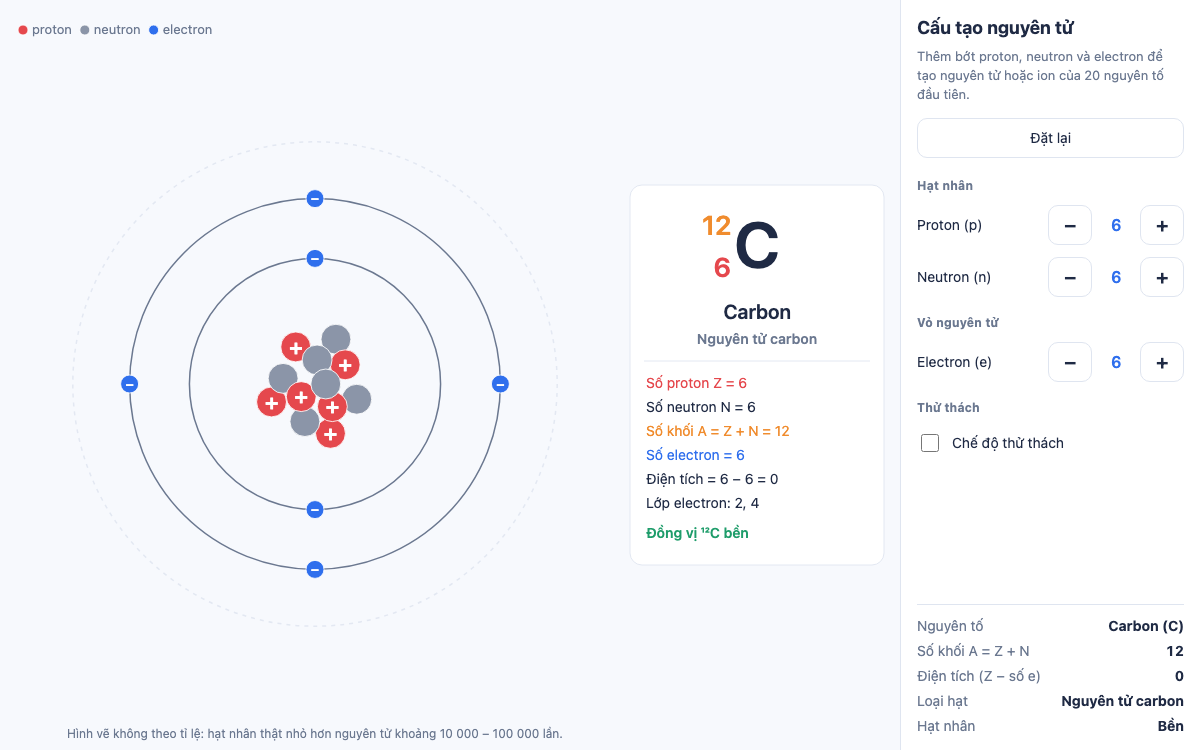 proton neutron electron
12
6
C
Carbon
Nguyên tử carbon
Số proton Z = 6
Số neutron N = 6
Số khối A = Z + N = 12
Số electron = 6
Điện tích = 6 − 6 = 0
Lớp electron: 2, 4
Đồng vị ¹²C bền
Hình vẽ không theo tỉ lệ: hạt nhân thật nhỏ hơn nguyên tử khoảng 10 000 – 100 000 lần.
Cấu tạo nguyên tử
Thêm bớt proton, neutron và electron để
tạo nguyên tử hoặc ion của 20 nguyên tố
đầu tiên.
Đặt lại
Hạt nhân
Proton (p) − 6 +
Neutron (n) − 6 +
Vỏ nguyên tử
Electron (e) − 6 +
Thử thách
Chế độ thử thách
Nguyên tố Carbon (C)
Số khối A = Z + N 12
Điện tích (Z − số e) 0
Loại hạt Nguyên tử carbon
Hạt nhân Bền